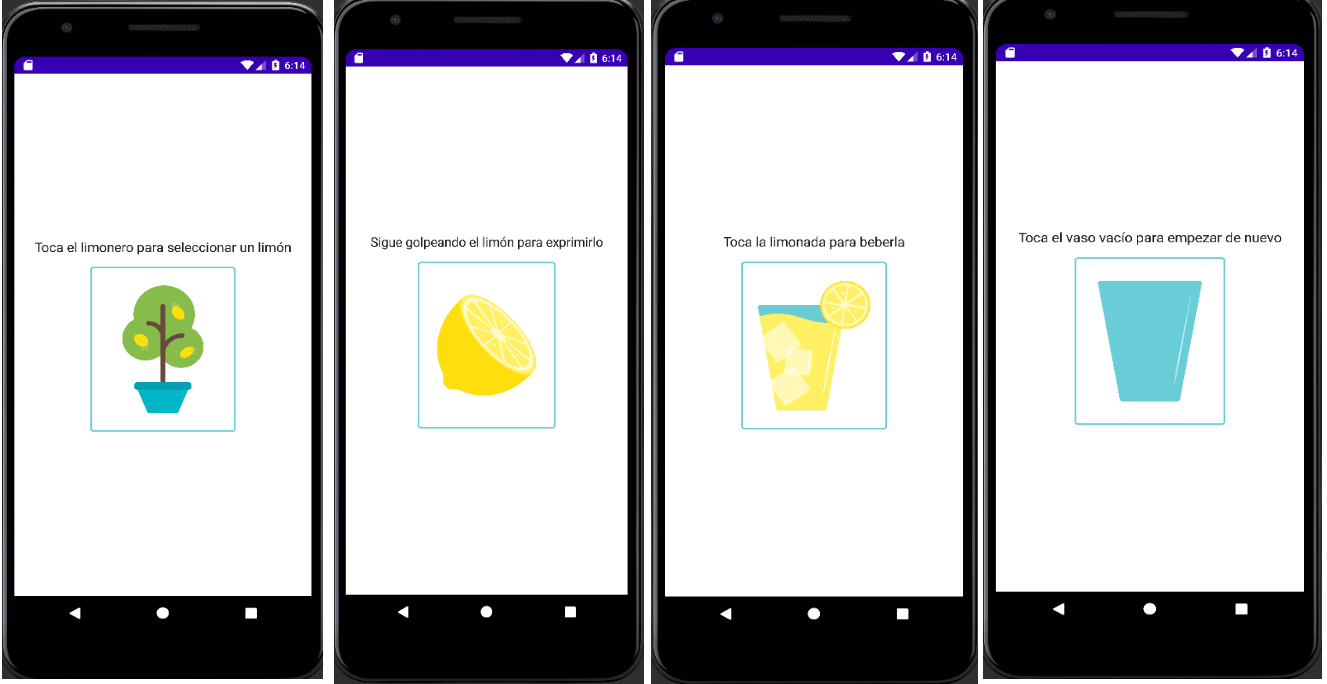 6:14
Toca el limonero para seleccionar un limón
6:14
Sigue golpeando el limón para exprimirlo
6:14
Toca la limonada para beberla
6:14
Toca el vaso vacío para empezar de nuevo